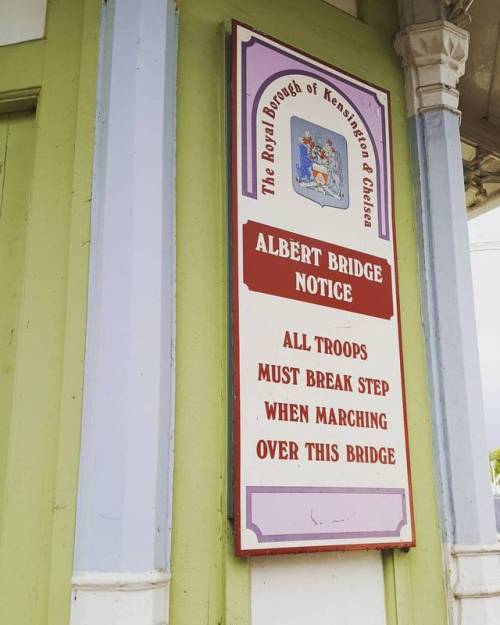 The Royal Borough of Kensington & Chelsea
ALBERT BRIDGE
NOTICE
ALL TROOPS
MUST BREAK STEP
WHEN MARCHING
OVER THIS BRIDGE